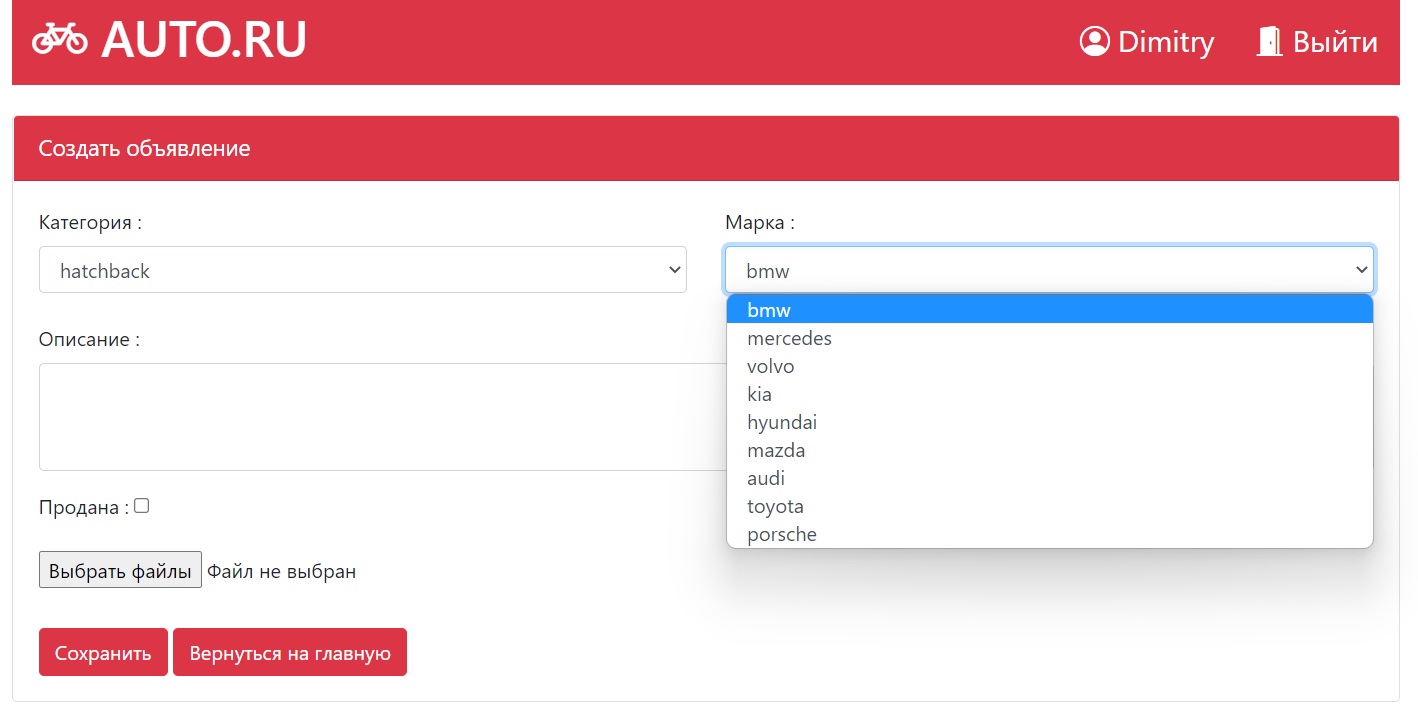 AUTO.RU
Dimitry
Выйти
Создать объявление
Категория :
hatchback
Марка :
bmw
bmw
mercedes
volvo
kia
hyundai
mazda
audi
toyota
porsche
Описание :
Продана :
Выбрать файлы Файл не выбран
Сохранить
Вернуться на главную